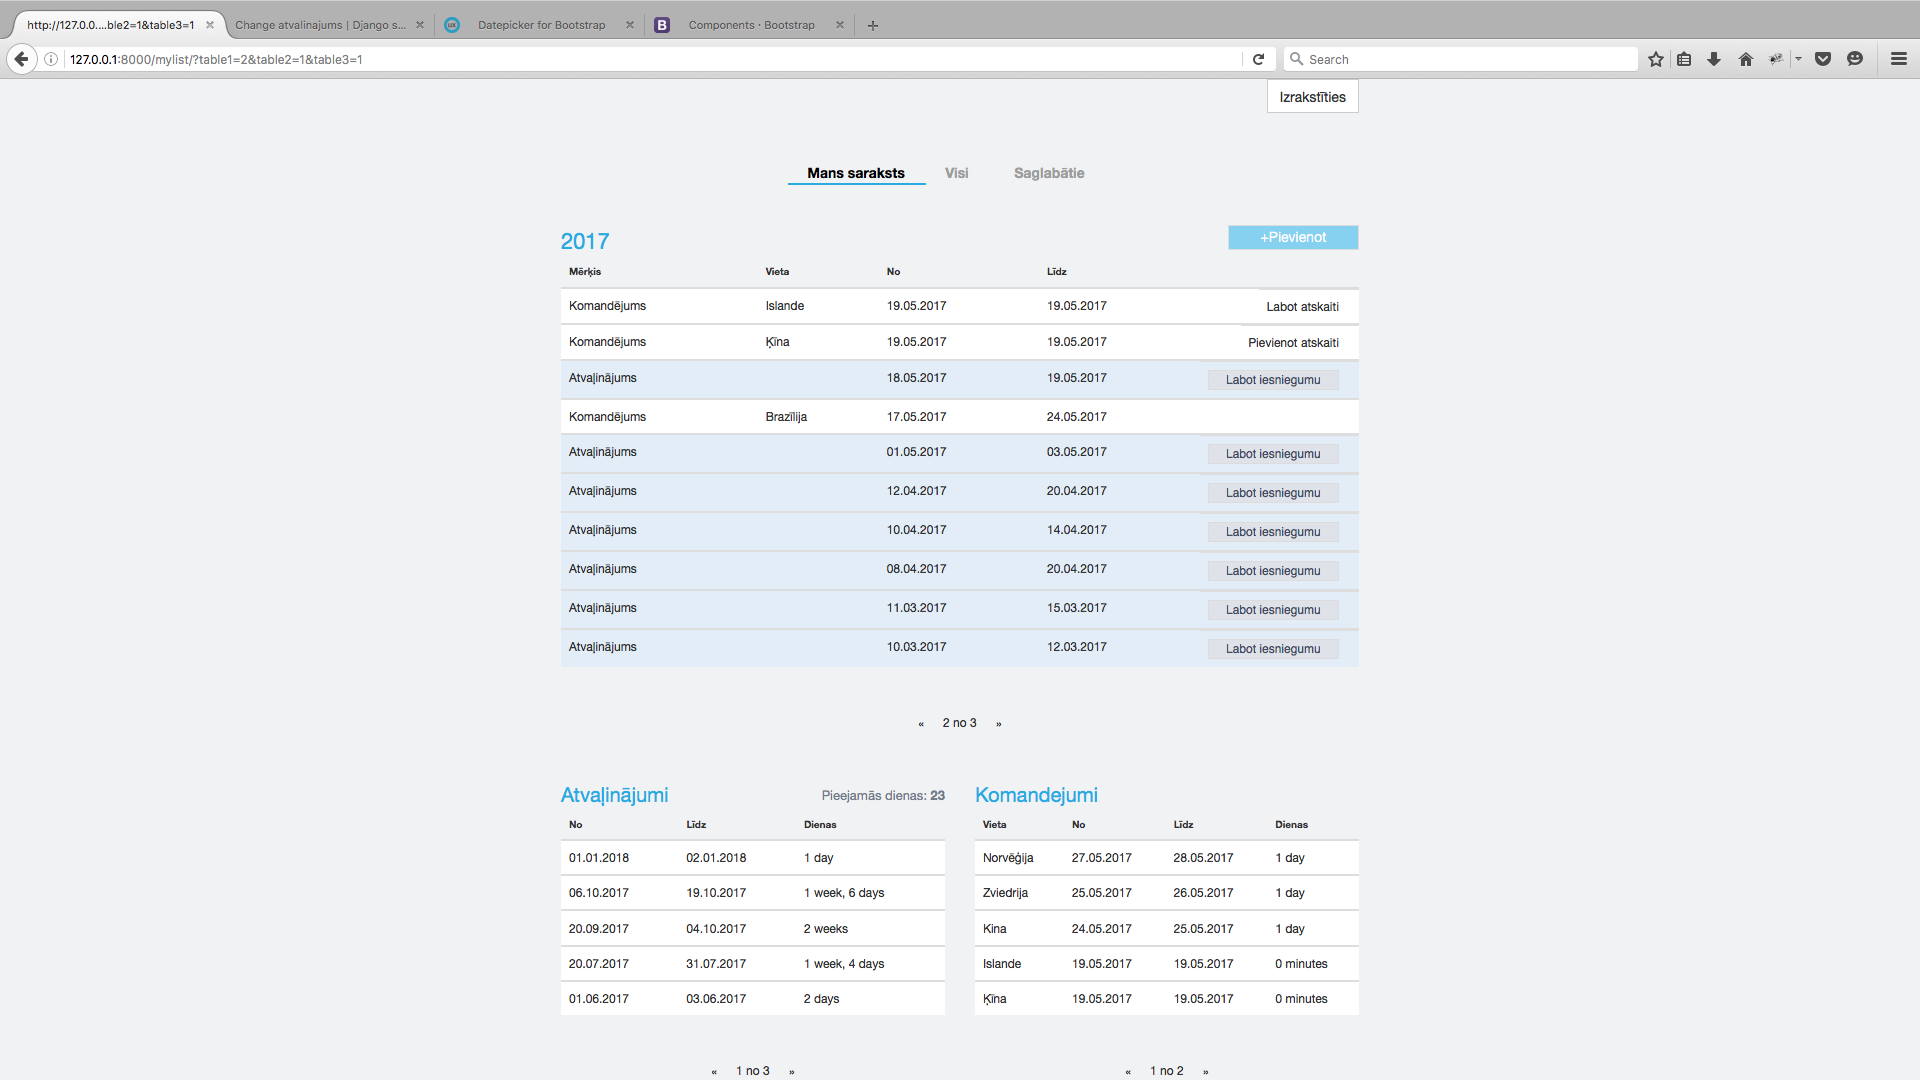 http://127.0.0....ble2=1&table3=1 Change atvalinajums | Django s... Datepicker for Bootstrap B Components · Bootstrap
127.0.0.1:8000/mylist/?table1=2&table2=1&table3=1 Search
Izrakstīties
Mans saraksts Visi Saglabātie
2017 +Pievienot
Mērķis Vieta No Līdz
Komandējums Islande 19.05.2017 19.05.2017 Labot atskaiti
Komandējums Ķīna 19.05.2017 19.05.2017 Pievienot atskaiti
Atvaļinājums 18.05.2017 19.05.2017 Labot iesniegumu
Komandējums Brazīlija 17.05.2017 24.05.2017
Atvaļinājums 01.05.2017 03.05.2017 Labot iesniegumu
Atvaļinājums 12.04.2017 20.04.2017 Labot iesniegumu
Atvaļinājums 10.04.2017 14.04.2017 Labot iesniegumu
Atvaļinājums 08.04.2017 20.04.2017 Labot iesniegumu
Atvaļinājums 11.03.2017 15.03.2017 Labot iesniegumu
Atvaļinājums 10.03.2017 12.03.2017 Labot iesniegumu
« 2 no 3 »
Atvaļinājumi Pieejamās dienas: 23
No Līdz Dienas
01.01.2018 02.01.2018 1 day
06.10.2017 19.10.2017 1 week, 6 days
20.09.2017 04.10.2017 2 weeks
20.07.2017 31.07.2017 1 week, 4 days
01.06.2017 03.06.2017 2 days
« 1 no 3 »
Komandejumi
Vieta No Līdz Dienas
Norvēģija 27.05.2017 28.05.2017 1 day
Zviedrija 25.05.2017 26.05.2017 1 day
Kina 24.05.2017 25.05.2017 1 day
Islande 19.05.2017 19.05.2017 0 minutes
Ķīna 19.05.2017 19.05.2017 0 minutes
« 1 no 2 »